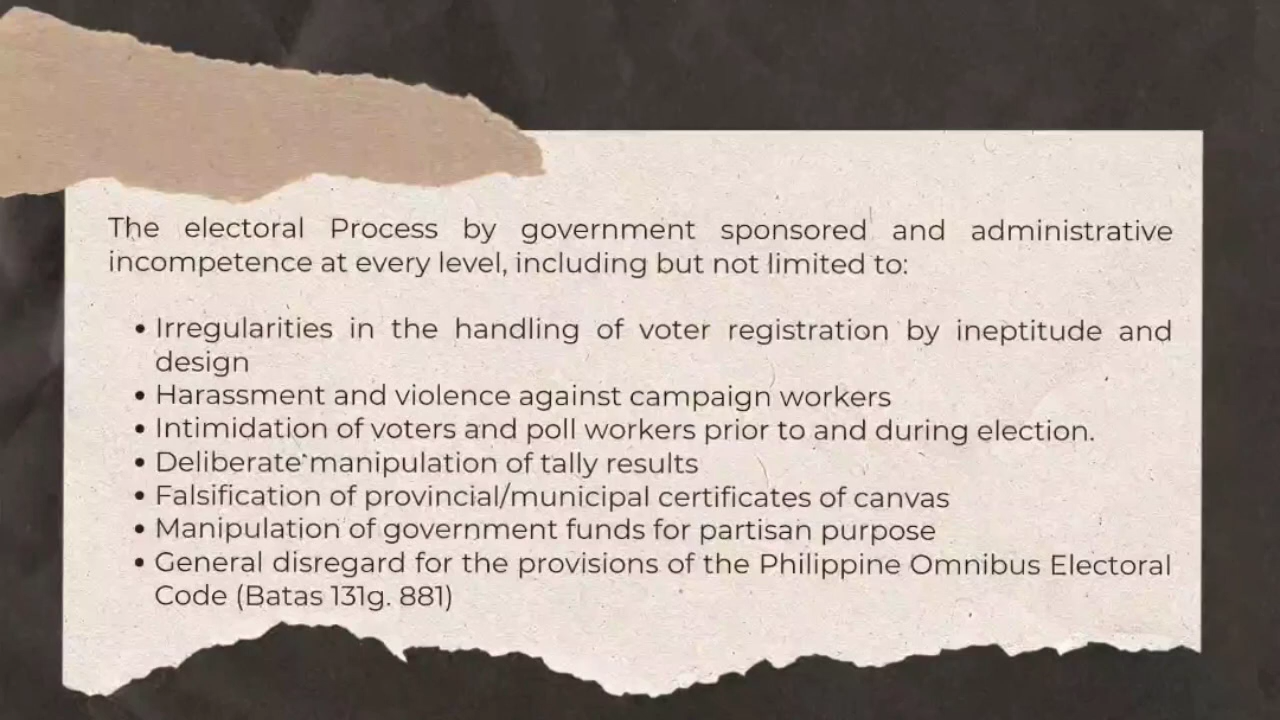 The electoral Process by government sponsored and administrative
incompetence at every level, including but not limited to:
• Irregularities in the handling of voter registration by ineptitude and
design
• Harassment and violence against campaign workers
• Intimidation of voters and poll workers prior to and during election.
• Deliberate manipulation of tally results
• Falsification of provincial/municipal certificates of canvas
• Manipulation of government funds for partisan purpose
• General disregard for the provisions of the Philippine Omnibus Electoral
Code (Batas 131g. 881)